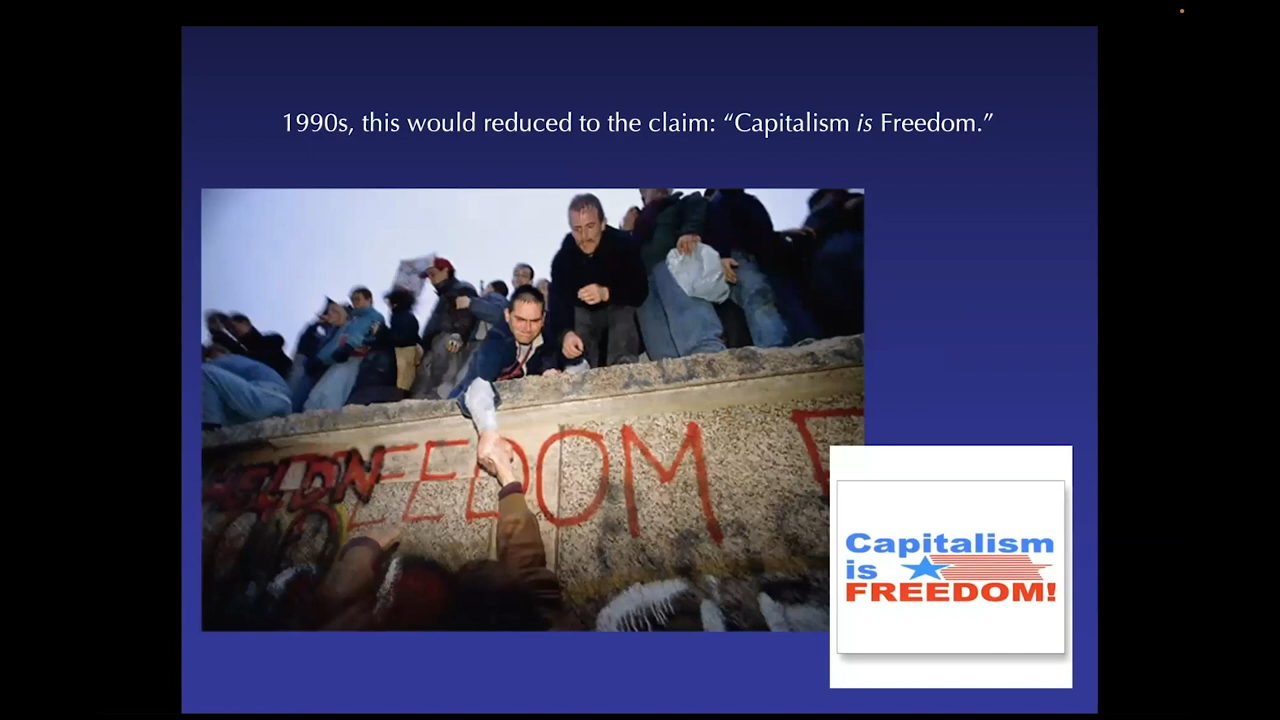 1990s, this would reduced to the claim: “Capitalism is Freedom.”
FREEDOM
Capitalism
is
FREEDOM!